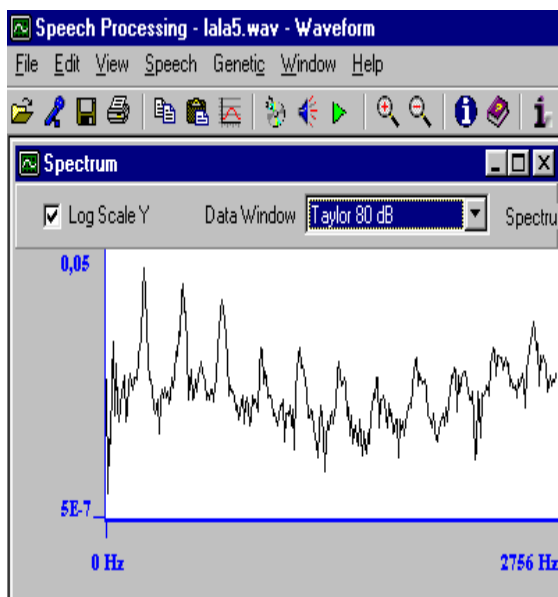 Speech Processing - lala5.wav - Waveform
File Edit View Speech Genetic Window Help
Spectrum
Log Scale Y Data Window Taylor 80 dB Spectru
0,05
5E-7
0 Hz 2756 Hz